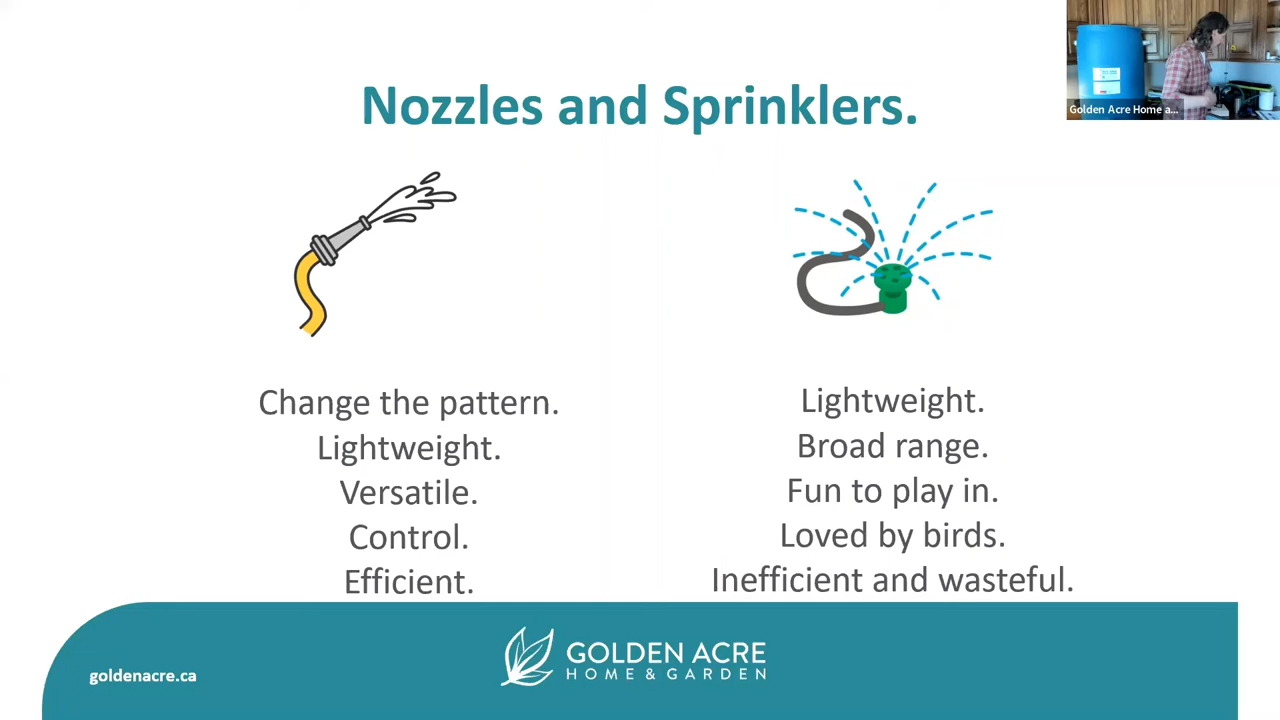 Golden Acre Home a...
Nozzles and Sprinklers.
Change the pattern.
Lightweight.
Versatile.
Control.
Efficient.
Lightweight.
Broad range.
Fun to play in.
Loved by birds.
Inefficient and wasteful.
goldenacre.ca
GOLDEN ACRE
HOME & GARDEN